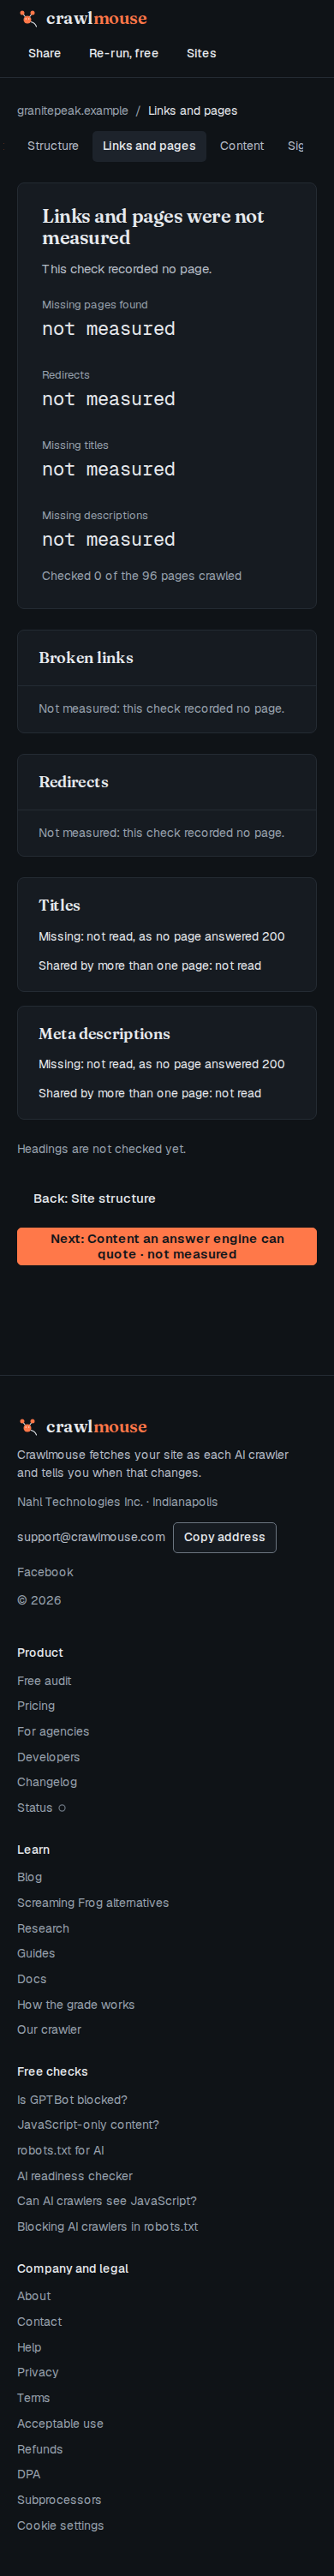 crawlmouse
Share Re-run, free Sites
granitepeak.example / Links and pages
Structure Links and pages Content Sig
Links and pages were not
measured
This check recorded no page.
Missing pages found
not measured
Redirects
not measured
Missing titles
not measured
Missing descriptions
not measured
Checked 0 of the 96 pages crawled
Broken links
Not measured: this check recorded no page.
Redirects
Not measured: this check recorded no page.
Titles
Missing: not read, as no page answered 200
Shared by more than one page: not read
Meta descriptions
Missing: not read, as no page answered 200
Shared by more than one page: not read
Headings are not checked yet.
Back: Site structure
Next: Content an answer engine can
quote · not measured
crawlmouse
Crawlmouse fetches your site as each AI crawler
and tells you when that changes.
Nahl Technologies Inc. · Indianapolis
support@crawlmouse.com Copy address
Facebook
© 2026
Product
Free audit
Pricing
For agencies
Developers
Changelog
Status
Learn
Blog
Screaming Frog alternatives
Research
Guides
Docs
How the grade works
Our crawler
Free checks
Is GPTBot blocked?
JavaScript-only content?
robots.txt for AI
AI readiness checker
Can AI crawlers see JavaScript?
Blocking AI crawlers in robots.txt
Company and legal
About
Contact
Help
Privacy
Terms
Acceptable use
Refunds
DPA
Subprocessors
Cookie settings